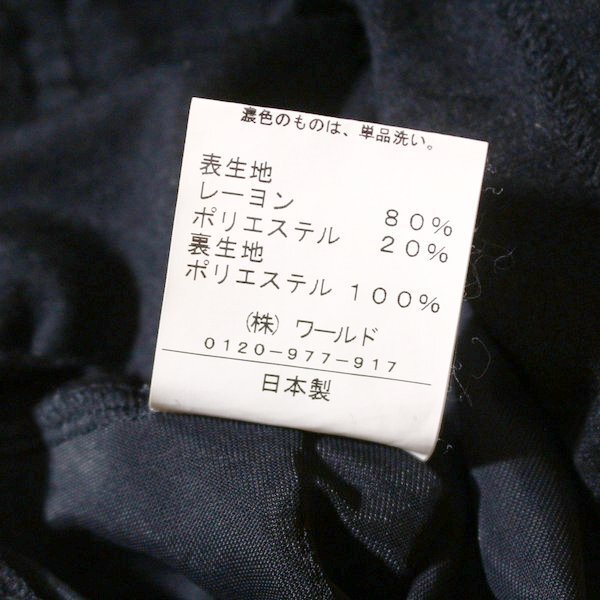 濃色のものは、単品洗い。
表生地
レーヨン 80%
ポリエステル 20%
裏生地
ポリエステル 100%
(株) ワールド
0120-977-917
日本製